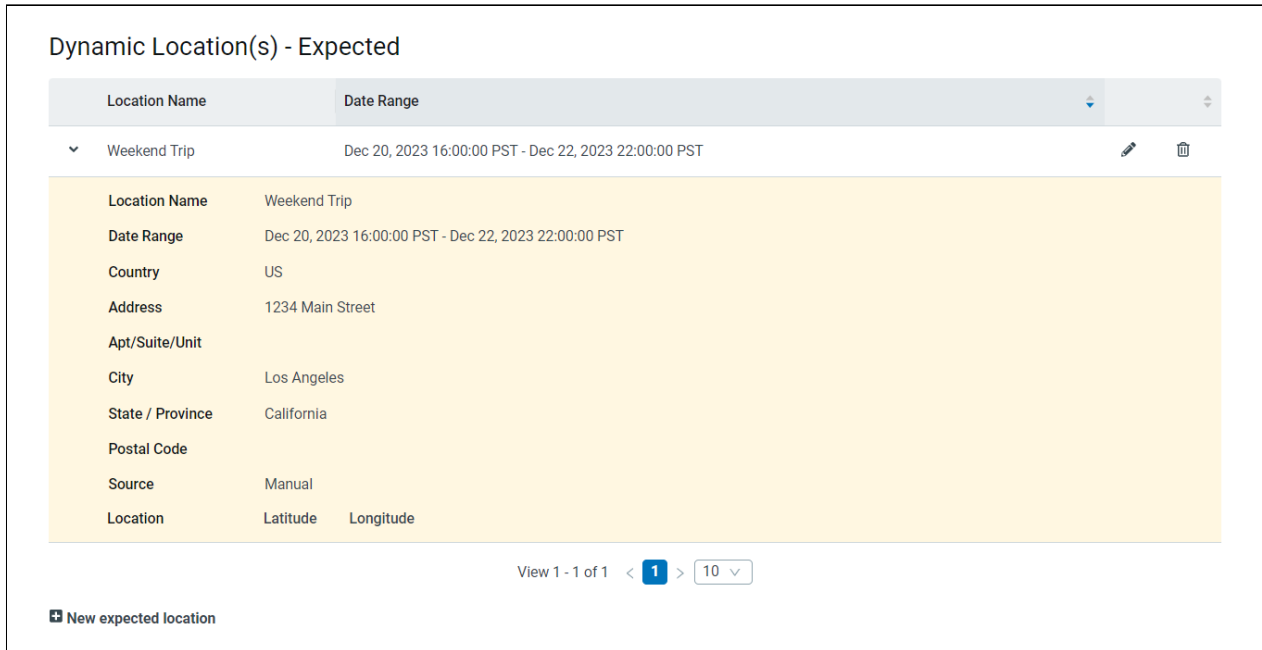 Dynamic Location(s) - Expected
Location Name Date Range
Weekend Trip Dec 20, 2023 16:00:00 PST - Dec 22, 2023 22:00:00 PST
Location Name Weekend Trip
Date Range Dec 20, 2023 16:00:00 PST - Dec 22, 2023 22:00:00 PST
Country US
Address 1234 Main Street
Apt/Suite/Unit
City Los Angeles
State / Province California
Postal Code
Source Manual
Location Latitude Longitude
View 1 - 1 of 1 < 1 > 10
New expected location